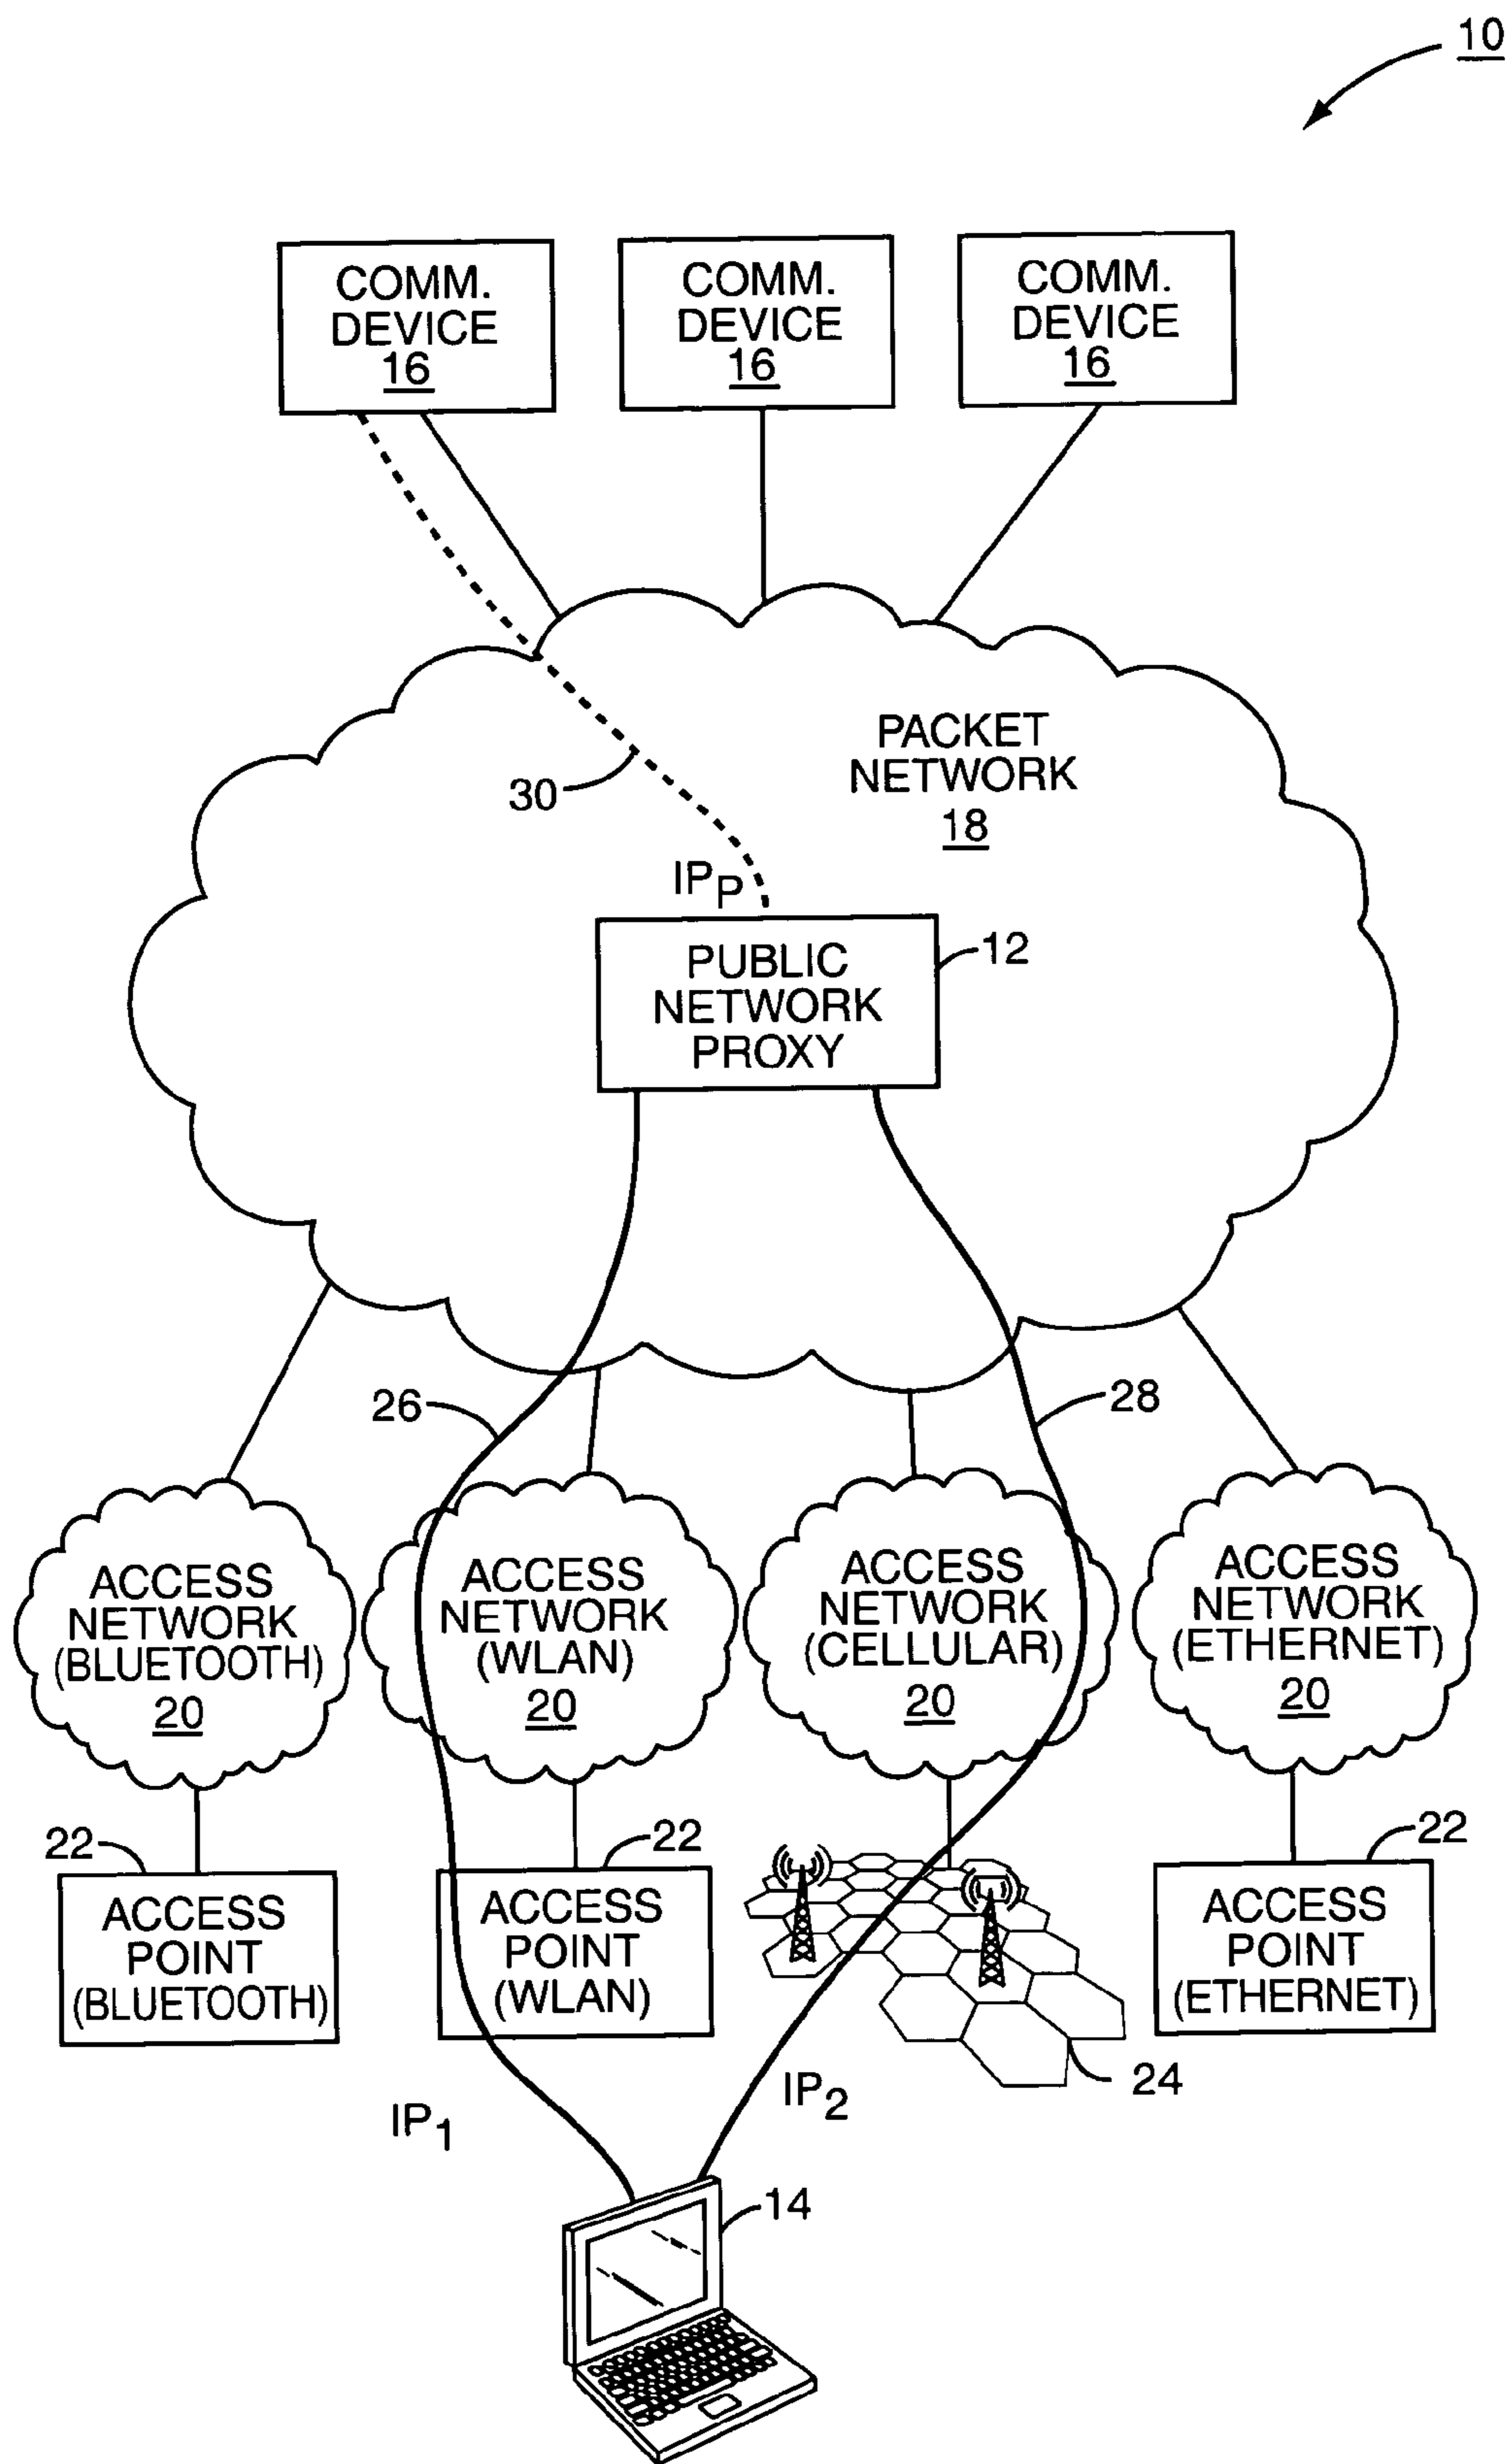 10
COMM.
DEVICE
16
COMM.
DEVICE
16
COMM.
DEVICE
16
PACKET
NETWORK
18
30
IPP
PUBLIC
NETWORK
PROXY
12
26
28
ACCESS
NETWORK
(BLUETOOTH)
20
ACCESS
NETWORK
(WLAN)
20
ACCESS
NETWORK
(CELLULAR)
20
ACCESS
NETWORK
(ETHERNET)
20
22
ACCESS
POINT
(BLUETOOTH)
22
ACCESS
POINT
(WLAN)
22
ACCESS
POINT
(ETHERNET)
24
IP1
IP2
14